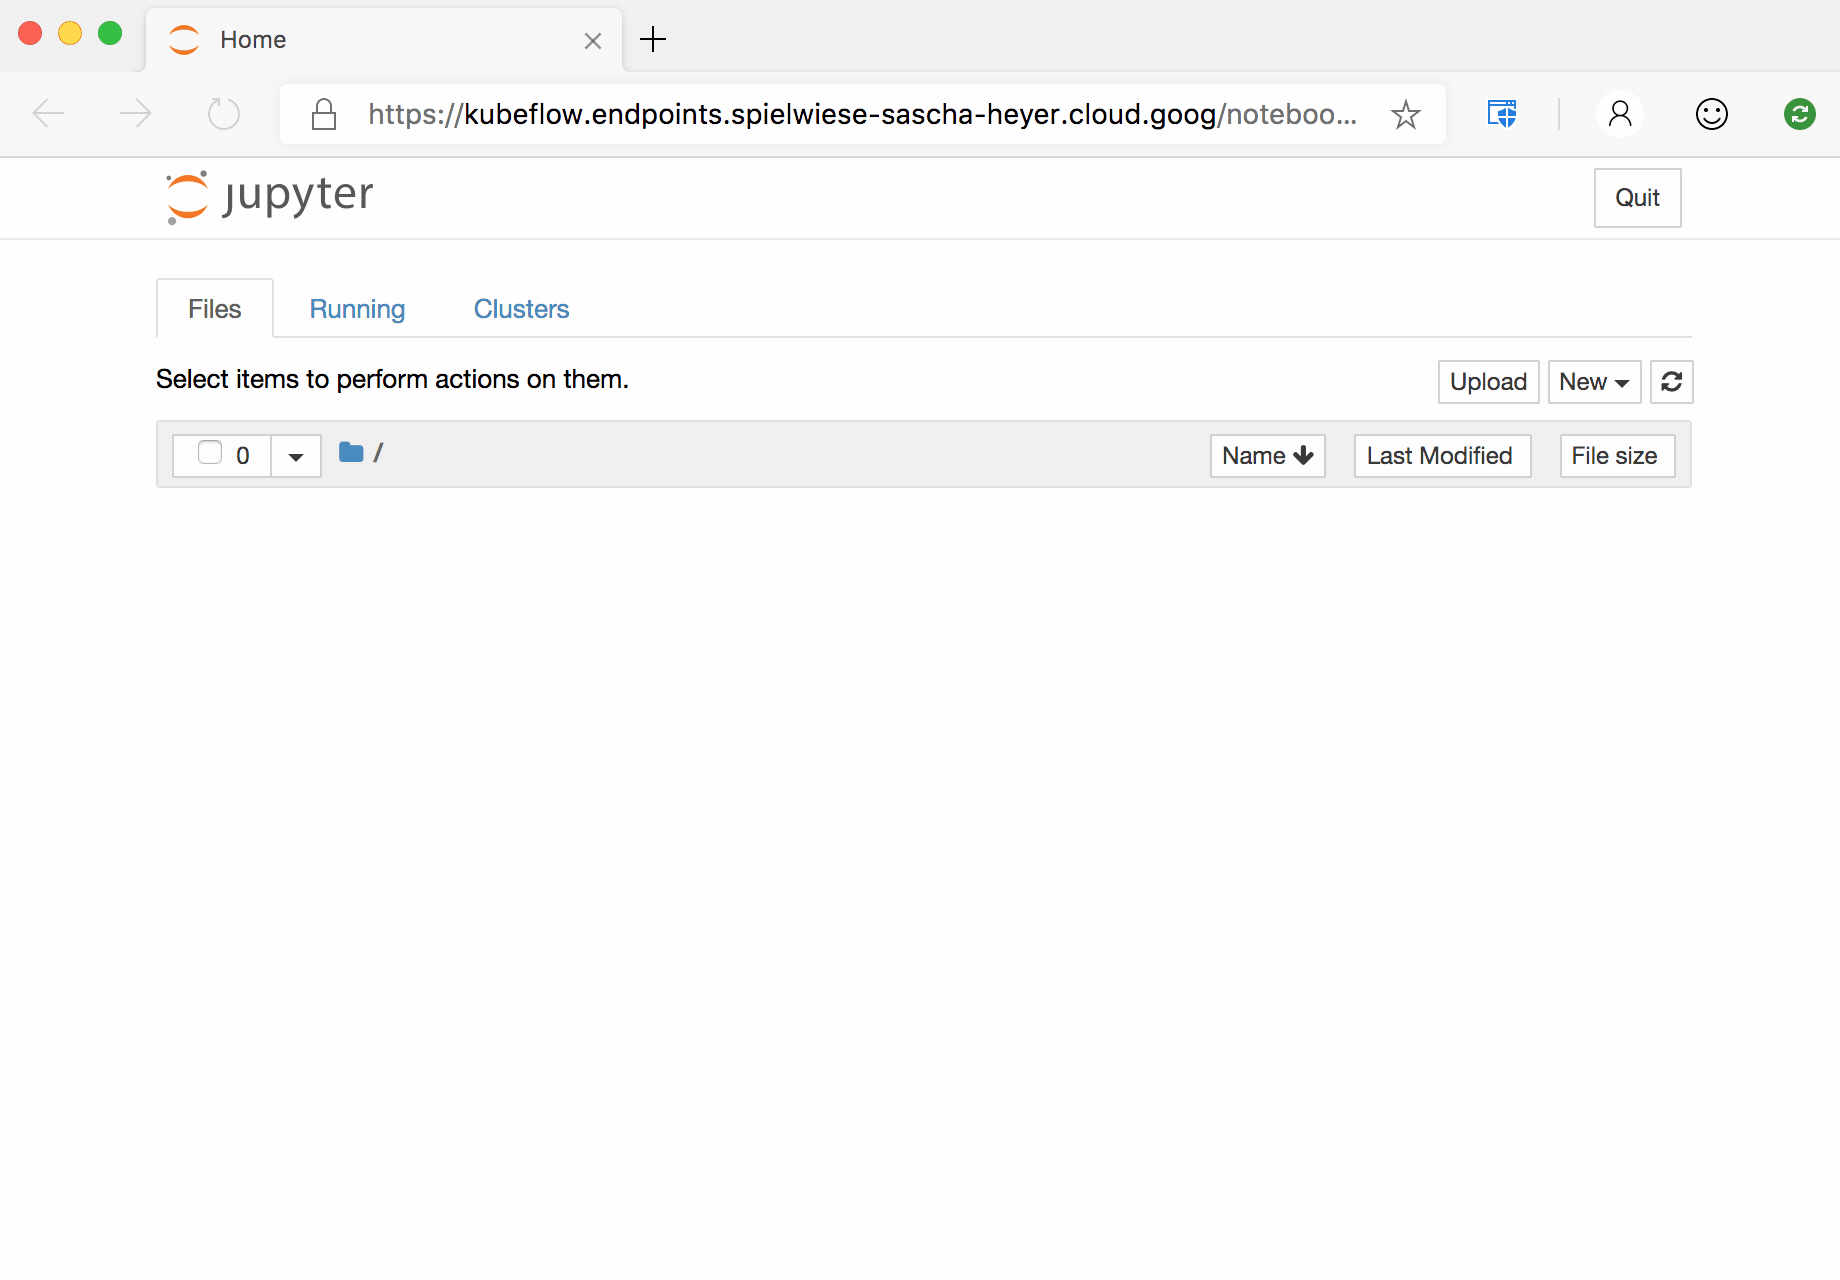 Home
https://kubeflow.endpoints.spielwiese-sascha-heyer.cloud.goog/noteboo...
jupyter
Quit
Files Running Clusters
Select items to perform actions on them.
Upload New
0 /
Name Last Modified File size